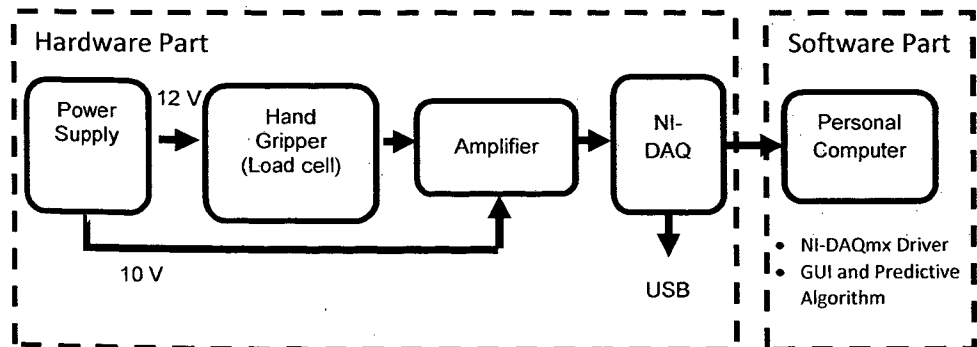 Hardware Part
Software Part
Power
Supply
12 V
Hand
Gripper
(Load cell)
Amplifier
NI-
DAQ
Personal
Computer
10 V
USB
• NI-DAQmx Driver
• GUI and Predictive
Algorithm